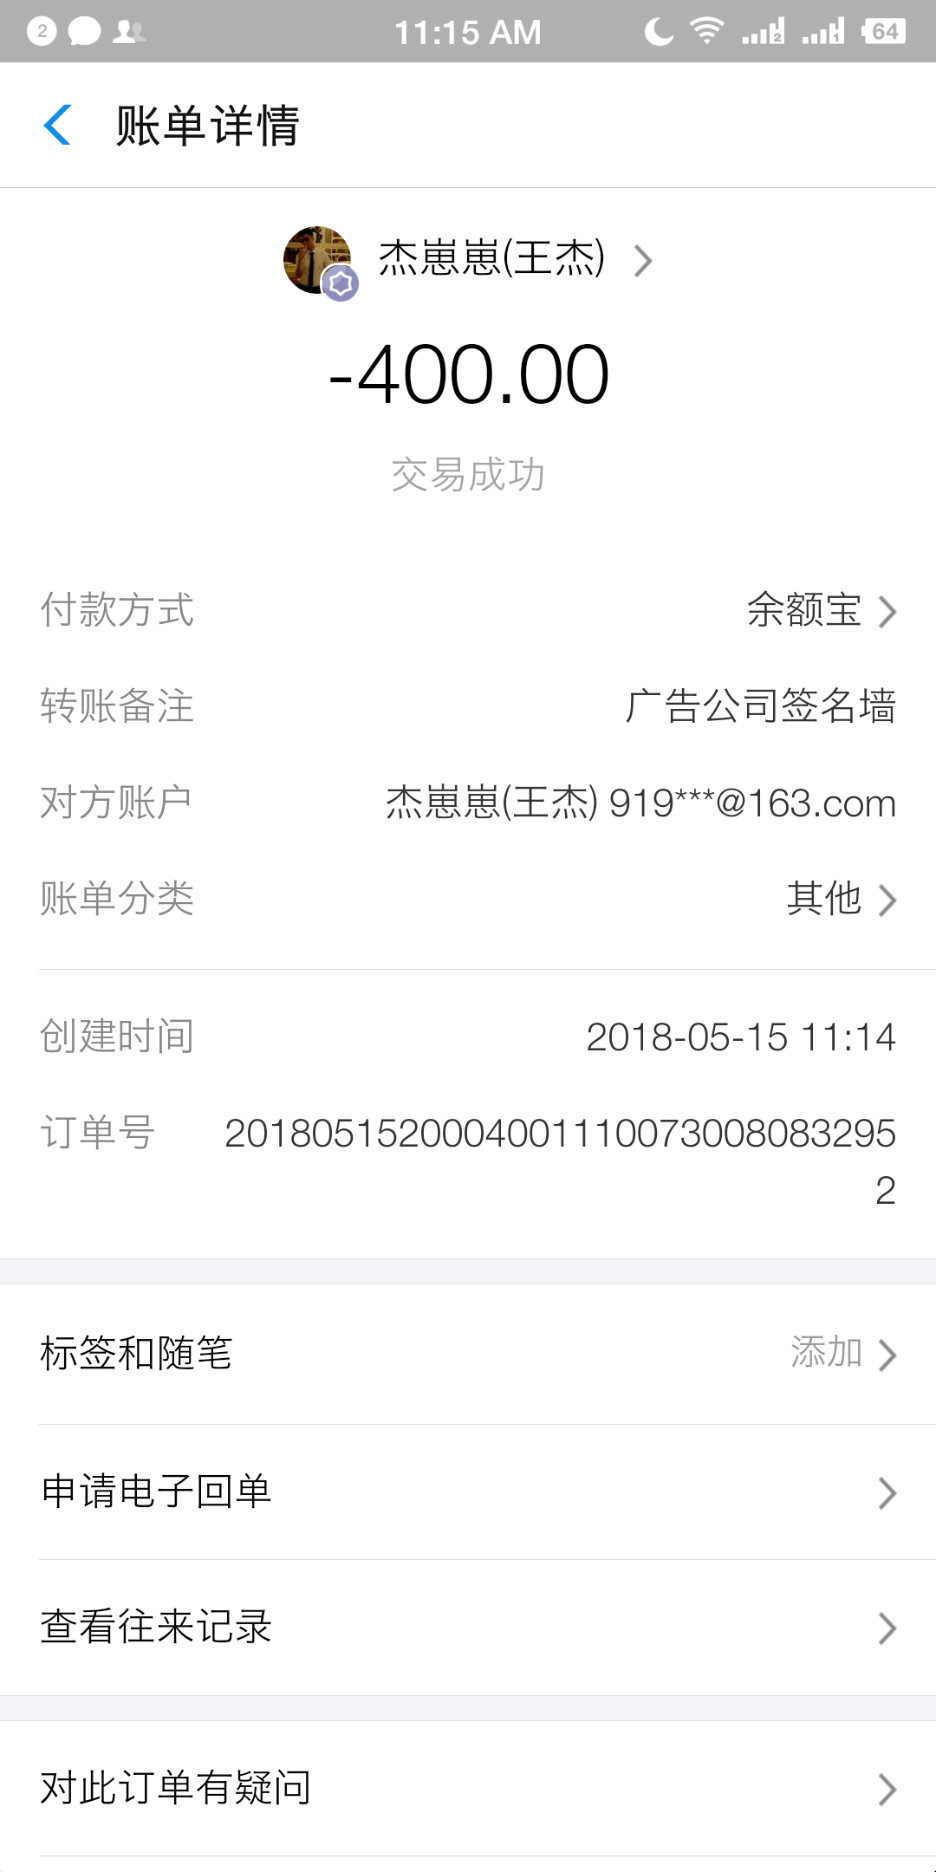 2
11:15 AM
2
1
64
账单详情
杰崽崽(王杰)
-400.00
交易成功
付款方式 余额宝
转账备注 广告公司签名墙
对方账户 杰崽崽(王杰) 919***@163.com
账单分类 其他
创建时间 2018-05-15 11:14
订单号 2018051520004001110073008083295
2
标签和随笔 添加
申请电子回单
查看往来记录
对此订单有疑问